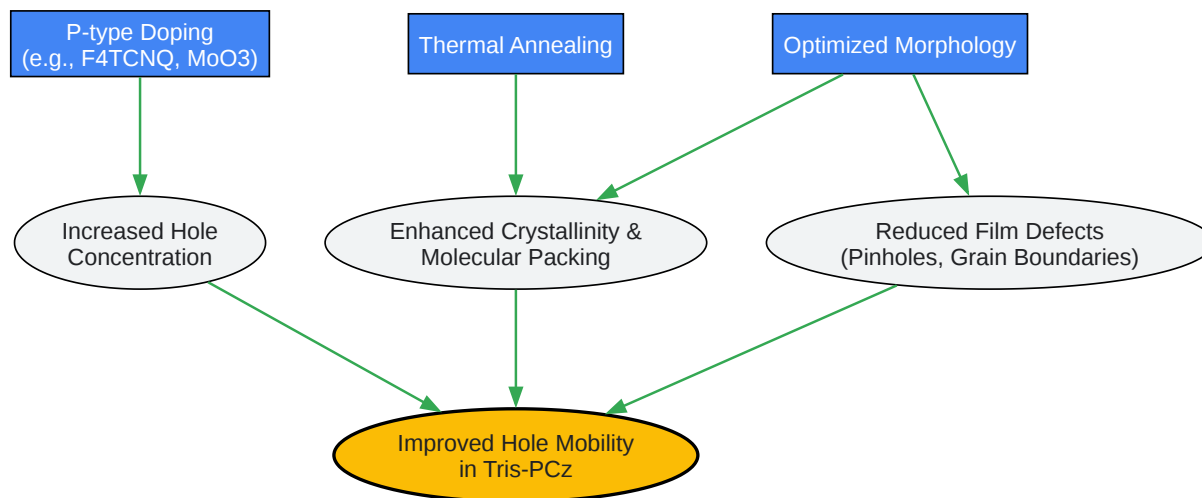 P-type Doping
(e.g., F4TCNQ, MoO3)
Thermal Annealing
Optimized Morphology
Increased Hole
Concentration
Enhanced Crystallinity &
Molecular Packing
Reduced Film Defects
(Pinholes, Grain Boundaries)
Improved Hole Mobility
in Tris-PCz